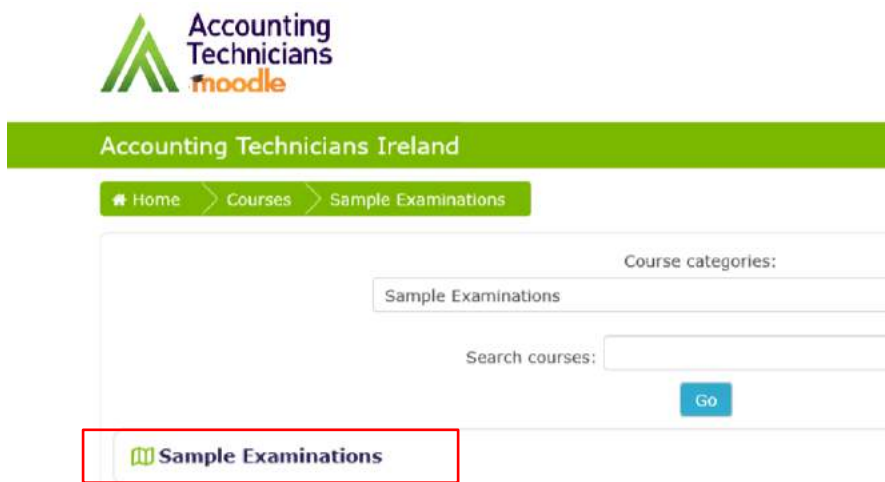 Accounting
Technicians
moodle
Accounting Technicians Ireland
Home Courses Sample Examinations
Course categories:
Sample Examinations
Search courses:
Go
Sample Examinations